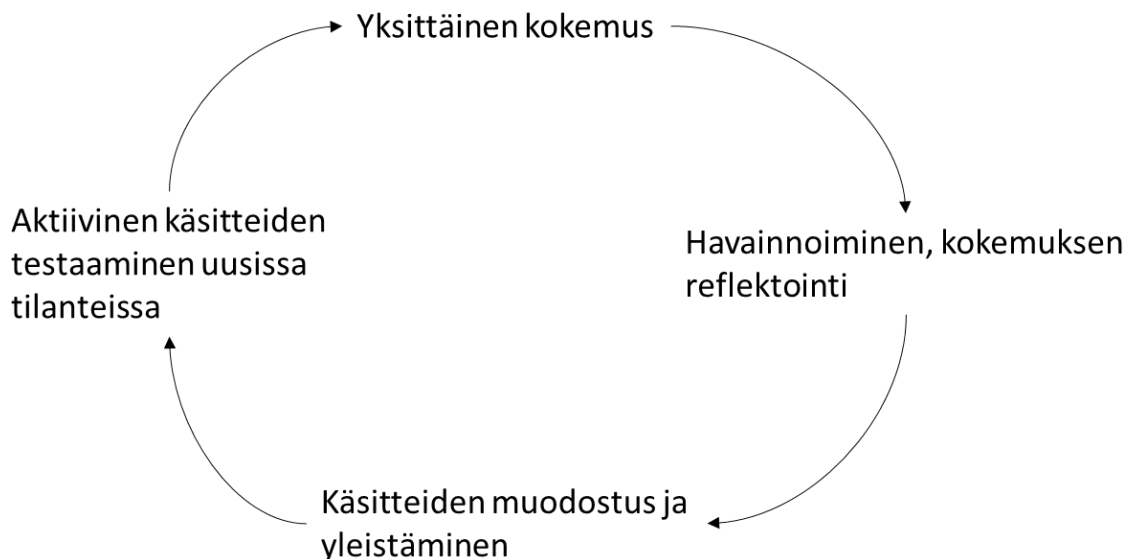 Yksittäinen kokemus
Havainnoiminen, kokemuksen
reflektointi
Käsitteiden muodostus ja
yleistäminen
Aktiivinen käsitteiden
testaaminen uusissa
tilanteissa